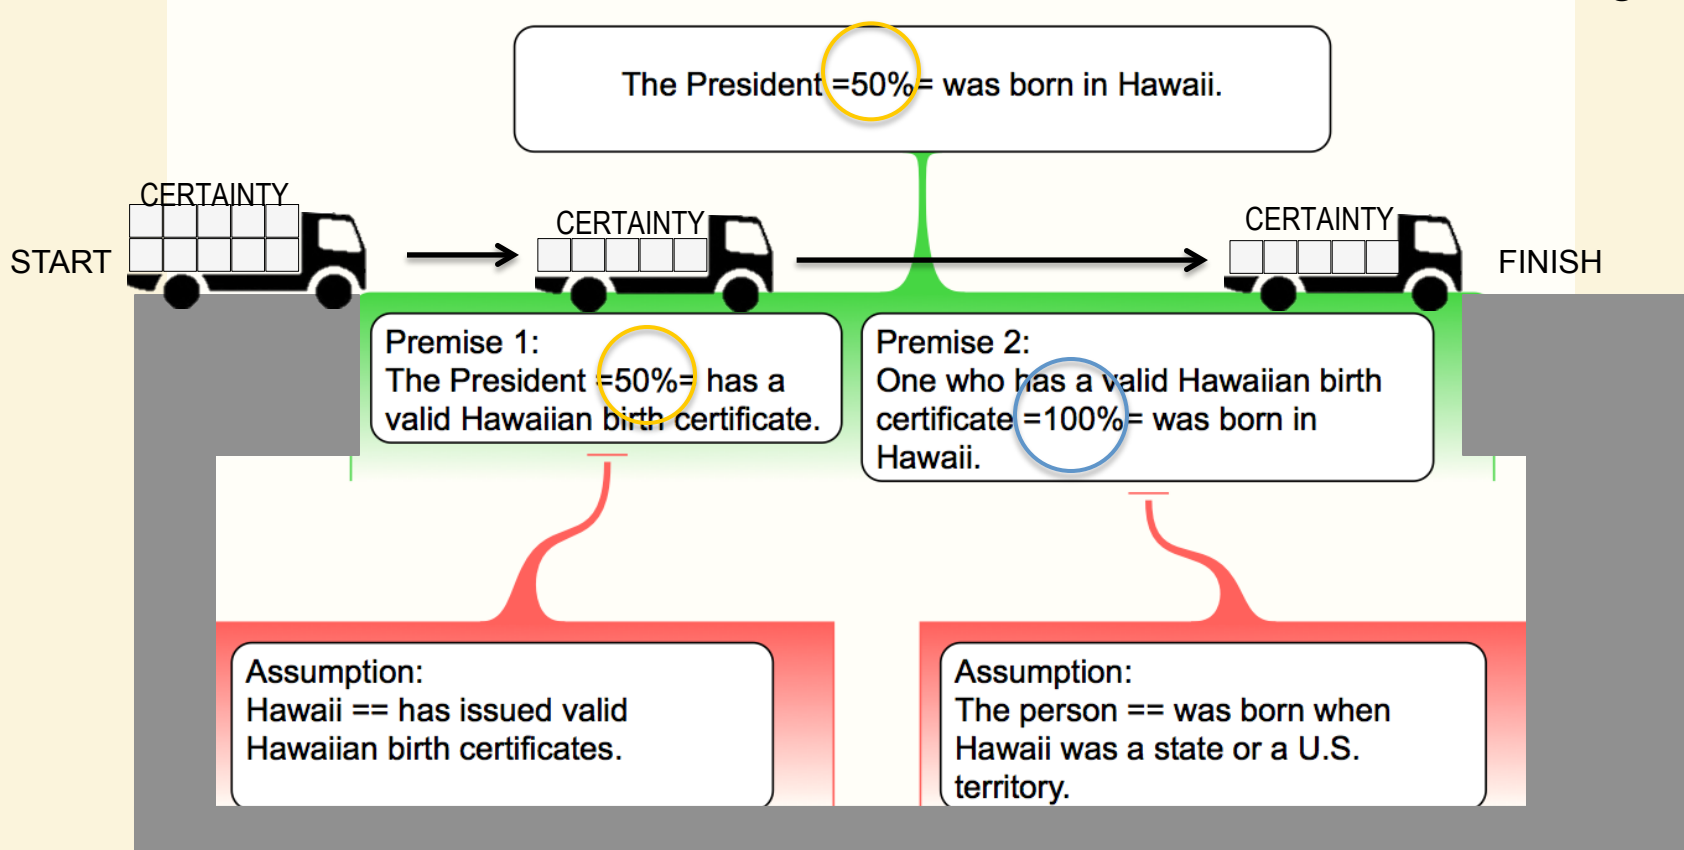 The President =50%= was born in Hawaii.
CERTAINTY
CERTAINTY
CERTAINTY
START
FINISH
Premise 1:
The President =50%= has a
valid Hawaiian birth certificate.
Premise 2:
One who has a valid Hawaiian birth
certificate =100%= was born in
Hawaii.
Assumption:
Hawaii == has issued valid
Hawaiian birth certificates.
Assumption:
The person == was born when
Hawaii was a state or a U.S.
territory.